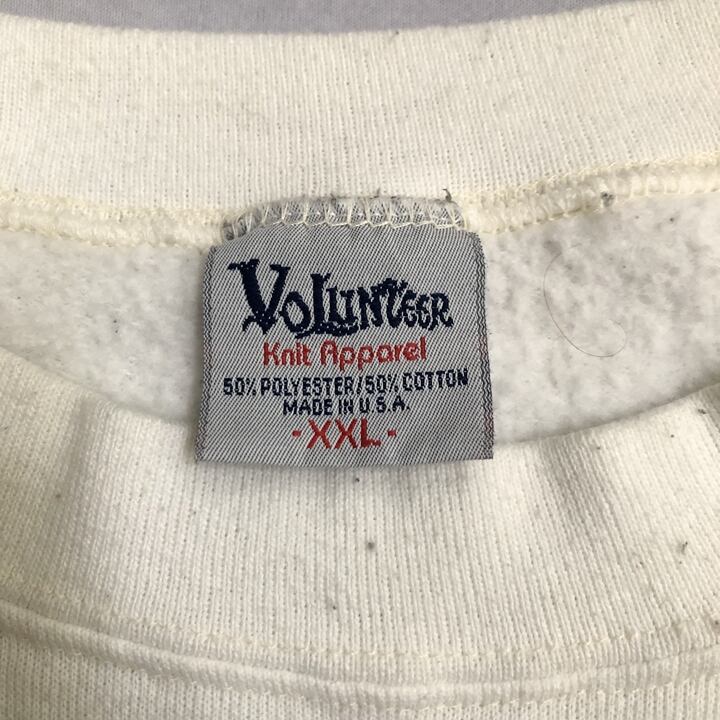 VOLUNTEER
Knit Apparel
50% POLYESTER/50% COTTON
MADE IN U.S.A.
-XXL-